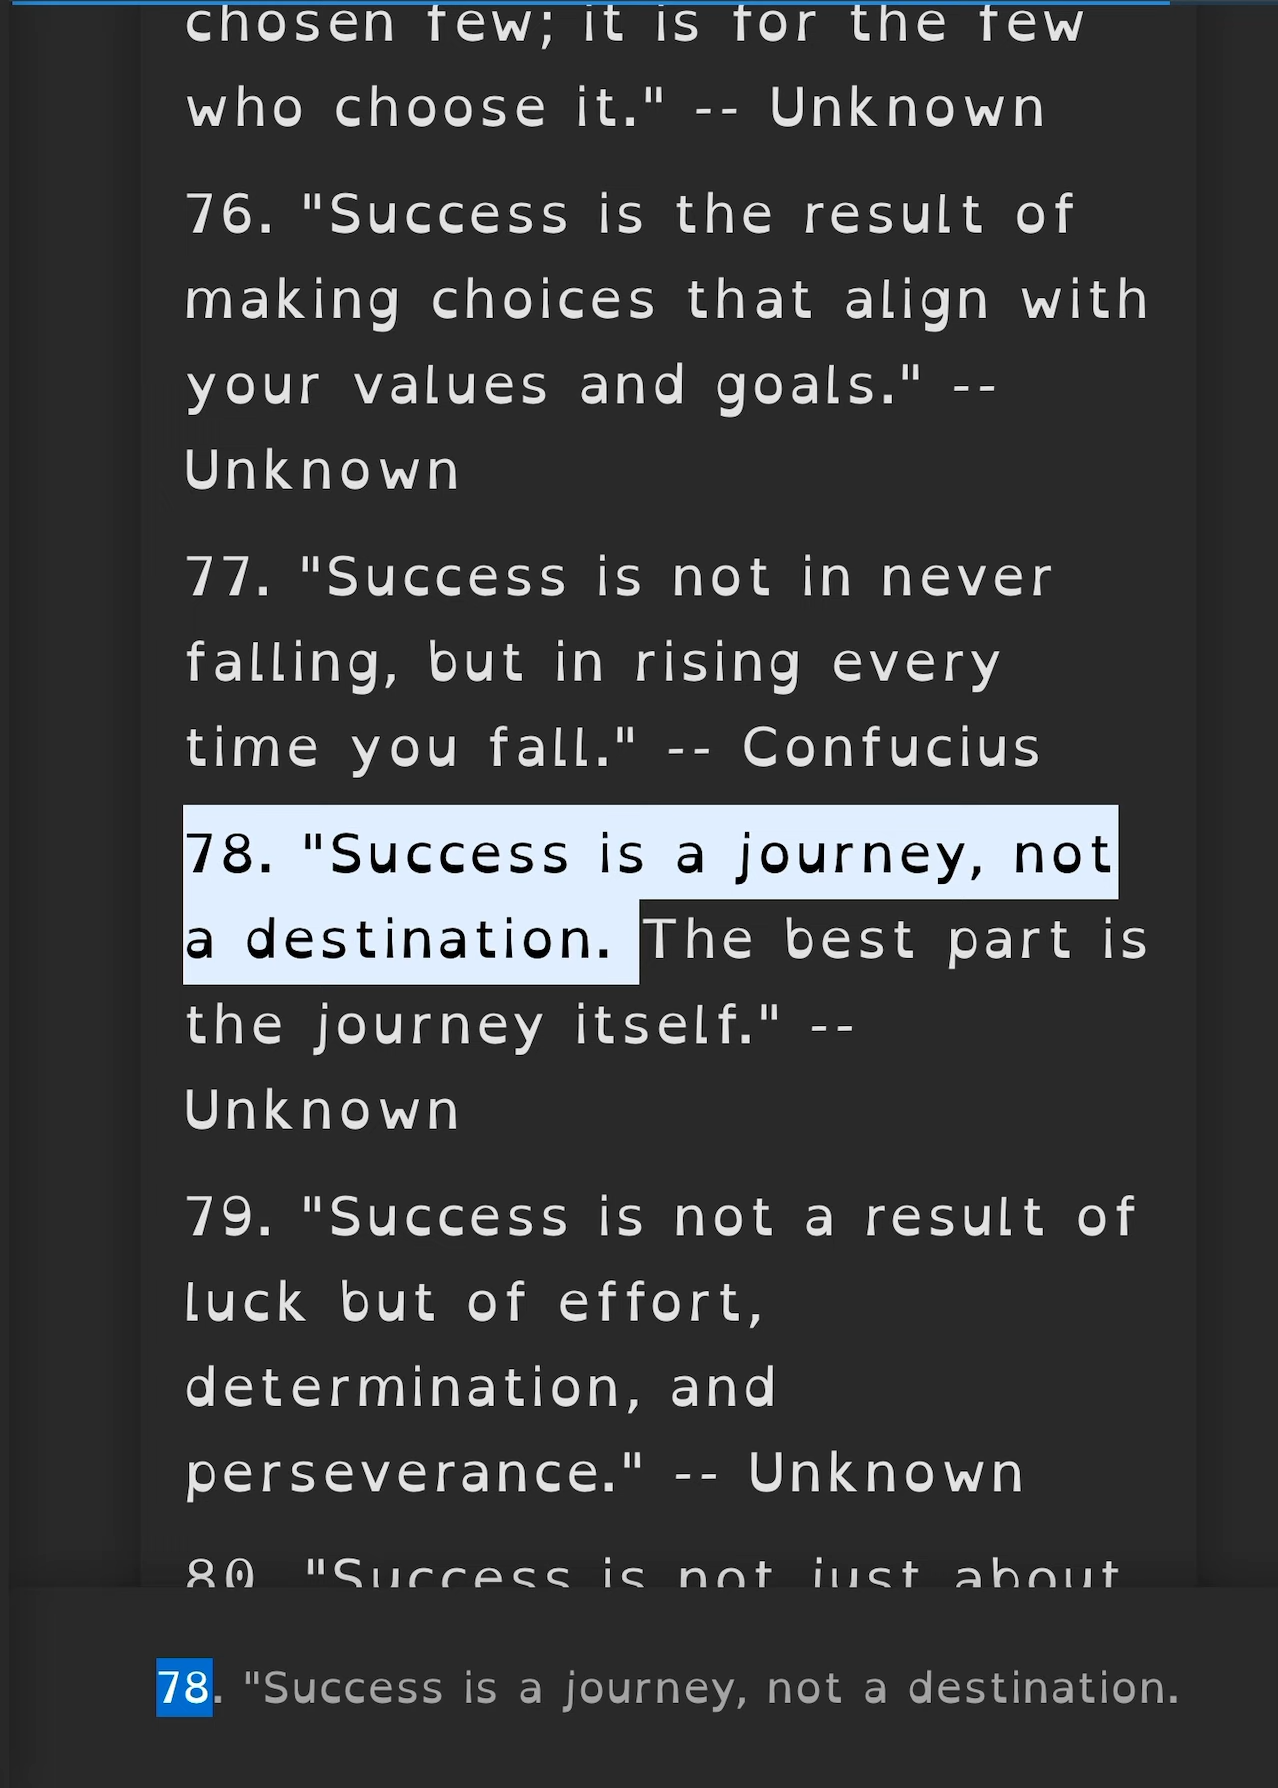 chosen few; it is for the few
who choose it." -- Unknown
76. "Success is the result of
making choices that align with
your values and goals." --
Unknown
77. "Success is not in never
falling, but in rising every
time you fall." -- Confucius
78. "Success is a journey, not
a destination. The best part is
the journey itself." --
Unknown
79. "Success is not a result of
luck but of effort,
determination, and
perseverance." -- Unknown
80. "Success is not just about
78. "Success is a journey, not a destination.